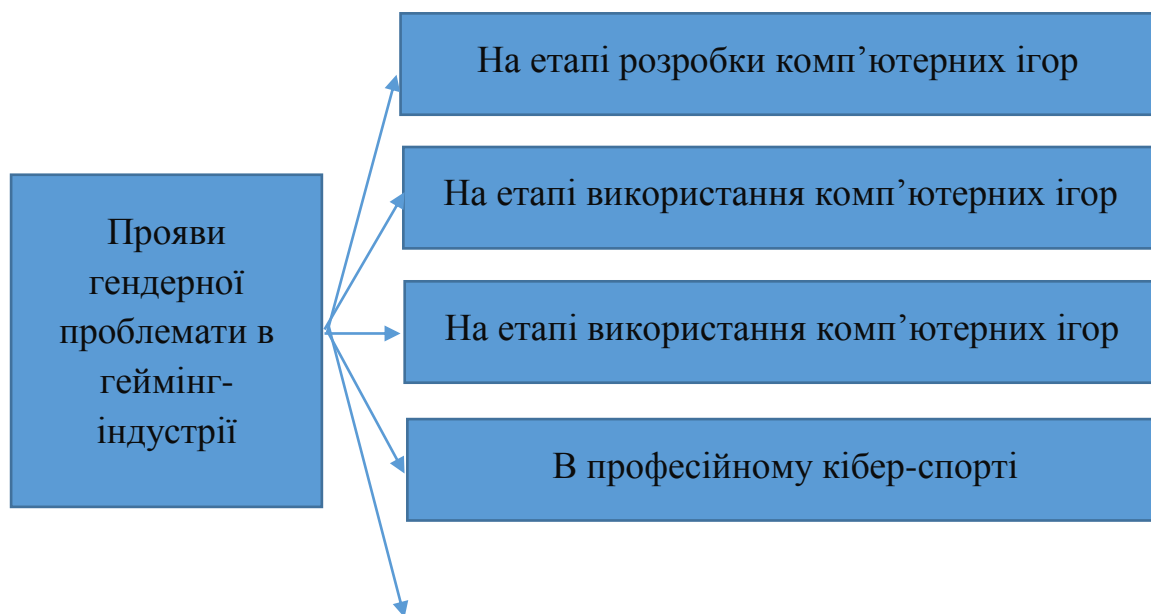 На етапі розробки комп’ютерних ігор
На етапі використання комп’ютерних ігор
Прояви
гендерної
проблемати в
геймінг-
індустрії
На етапі використання комп’ютерних ігор
В професійному кібер-спорті